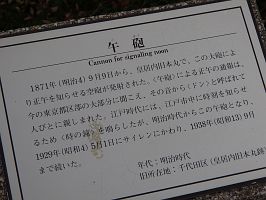 午砲
Cannon for signaling noon
1871年(明治4)9月9日から、皇居内旧本丸で、この大砲によ
り正午を知らせる空砲が発射された。〈午砲〉による正午の通報は、
今の東京都区部の大部分に聞こえ、その音から〈ドン〉と呼ばれて
人びとに親しまれた。江戸時代には、江戸市中に時刻を知らせ
るため〈時の鐘〉を鳴らしたが、明治時代からこの午砲となり、
1929年(昭和4)5月1日にサイレンにかわり、1938年(昭和13)9月
まで続いた。
年代:明治時代
旧所在地:千代田区(皇居内旧本丸跡)